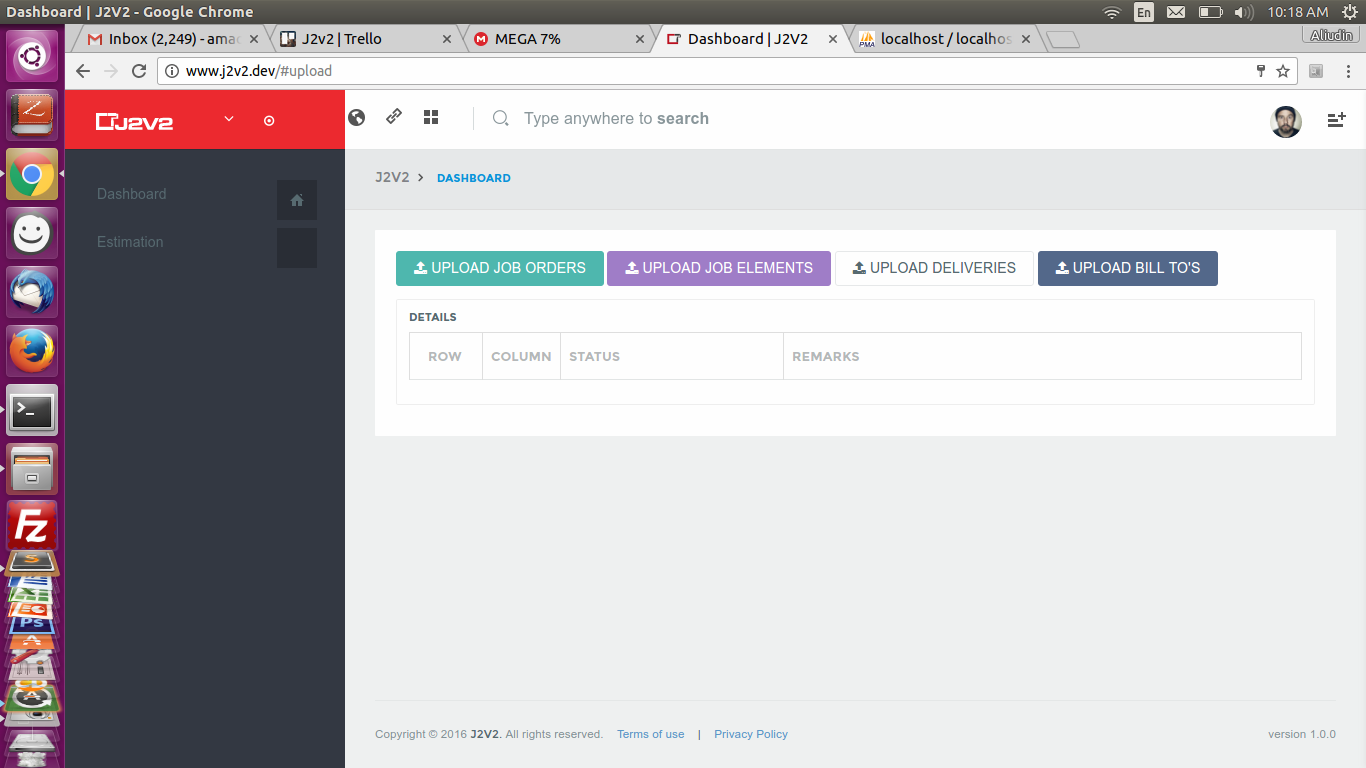 Dashboard | J2V2 - Google Chrome
En
10:18 AM
Inbox (2,249) - ama
J2v2 | Trello
MEGA 7%
Dashboard | J2V2
localhost / localhos
Aliudin
www.j2v2.dev/#upload
J2V2
Type anywhere to search
J2V2 > DASHBOARD
Dashboard
Estimation
UPLOAD JOB ORDERS
UPLOAD JOB ELEMENTS
UPLOAD DELIVERIES
UPLOAD BILL TO'S
DETAILS
ROW
COLUMN
STATUS
REMARKS
Fz
Ps
Copyright © 2016 J2V2. All rights reserved. Terms of use | Privacy Policy
version 1.0.0